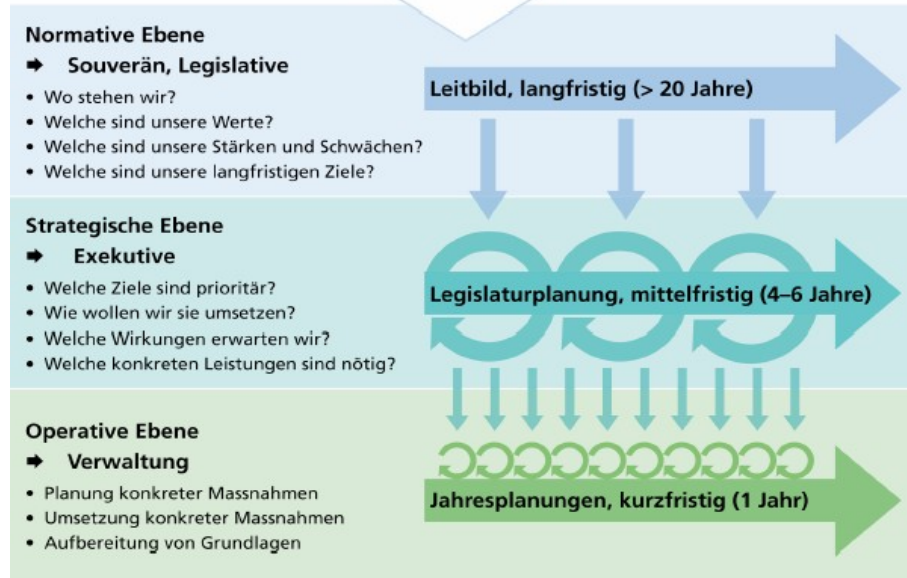 Normative Ebene
➡ Souverän, Legislative
• Wo stehen wir?
• Welche sind unsere Werte?
• Welche sind unsere Stärken und Schwächen?
• Welche sind unsere langfristigen Ziele?
Leitbild, langfristig (> 20 Jahre)
Strategische Ebene
➡ Exekutive
• Welche Ziele sind prioritär?
• Wie wollen wir sie umsetzen?
• Welche Wirkungen erwarten wir?
• Welche konkreten Leistungen sind nötig?
Legislaturplanung, mittelfristig (4–6 Jahre)
Operative Ebene
➡ Verwaltung
• Planung konkreter Massnahmen
• Umsetzung konkreter Massnahmen
• Aufbereitung von Grundlagen
Jahresplanungen, kurzfristig (1 Jahr)